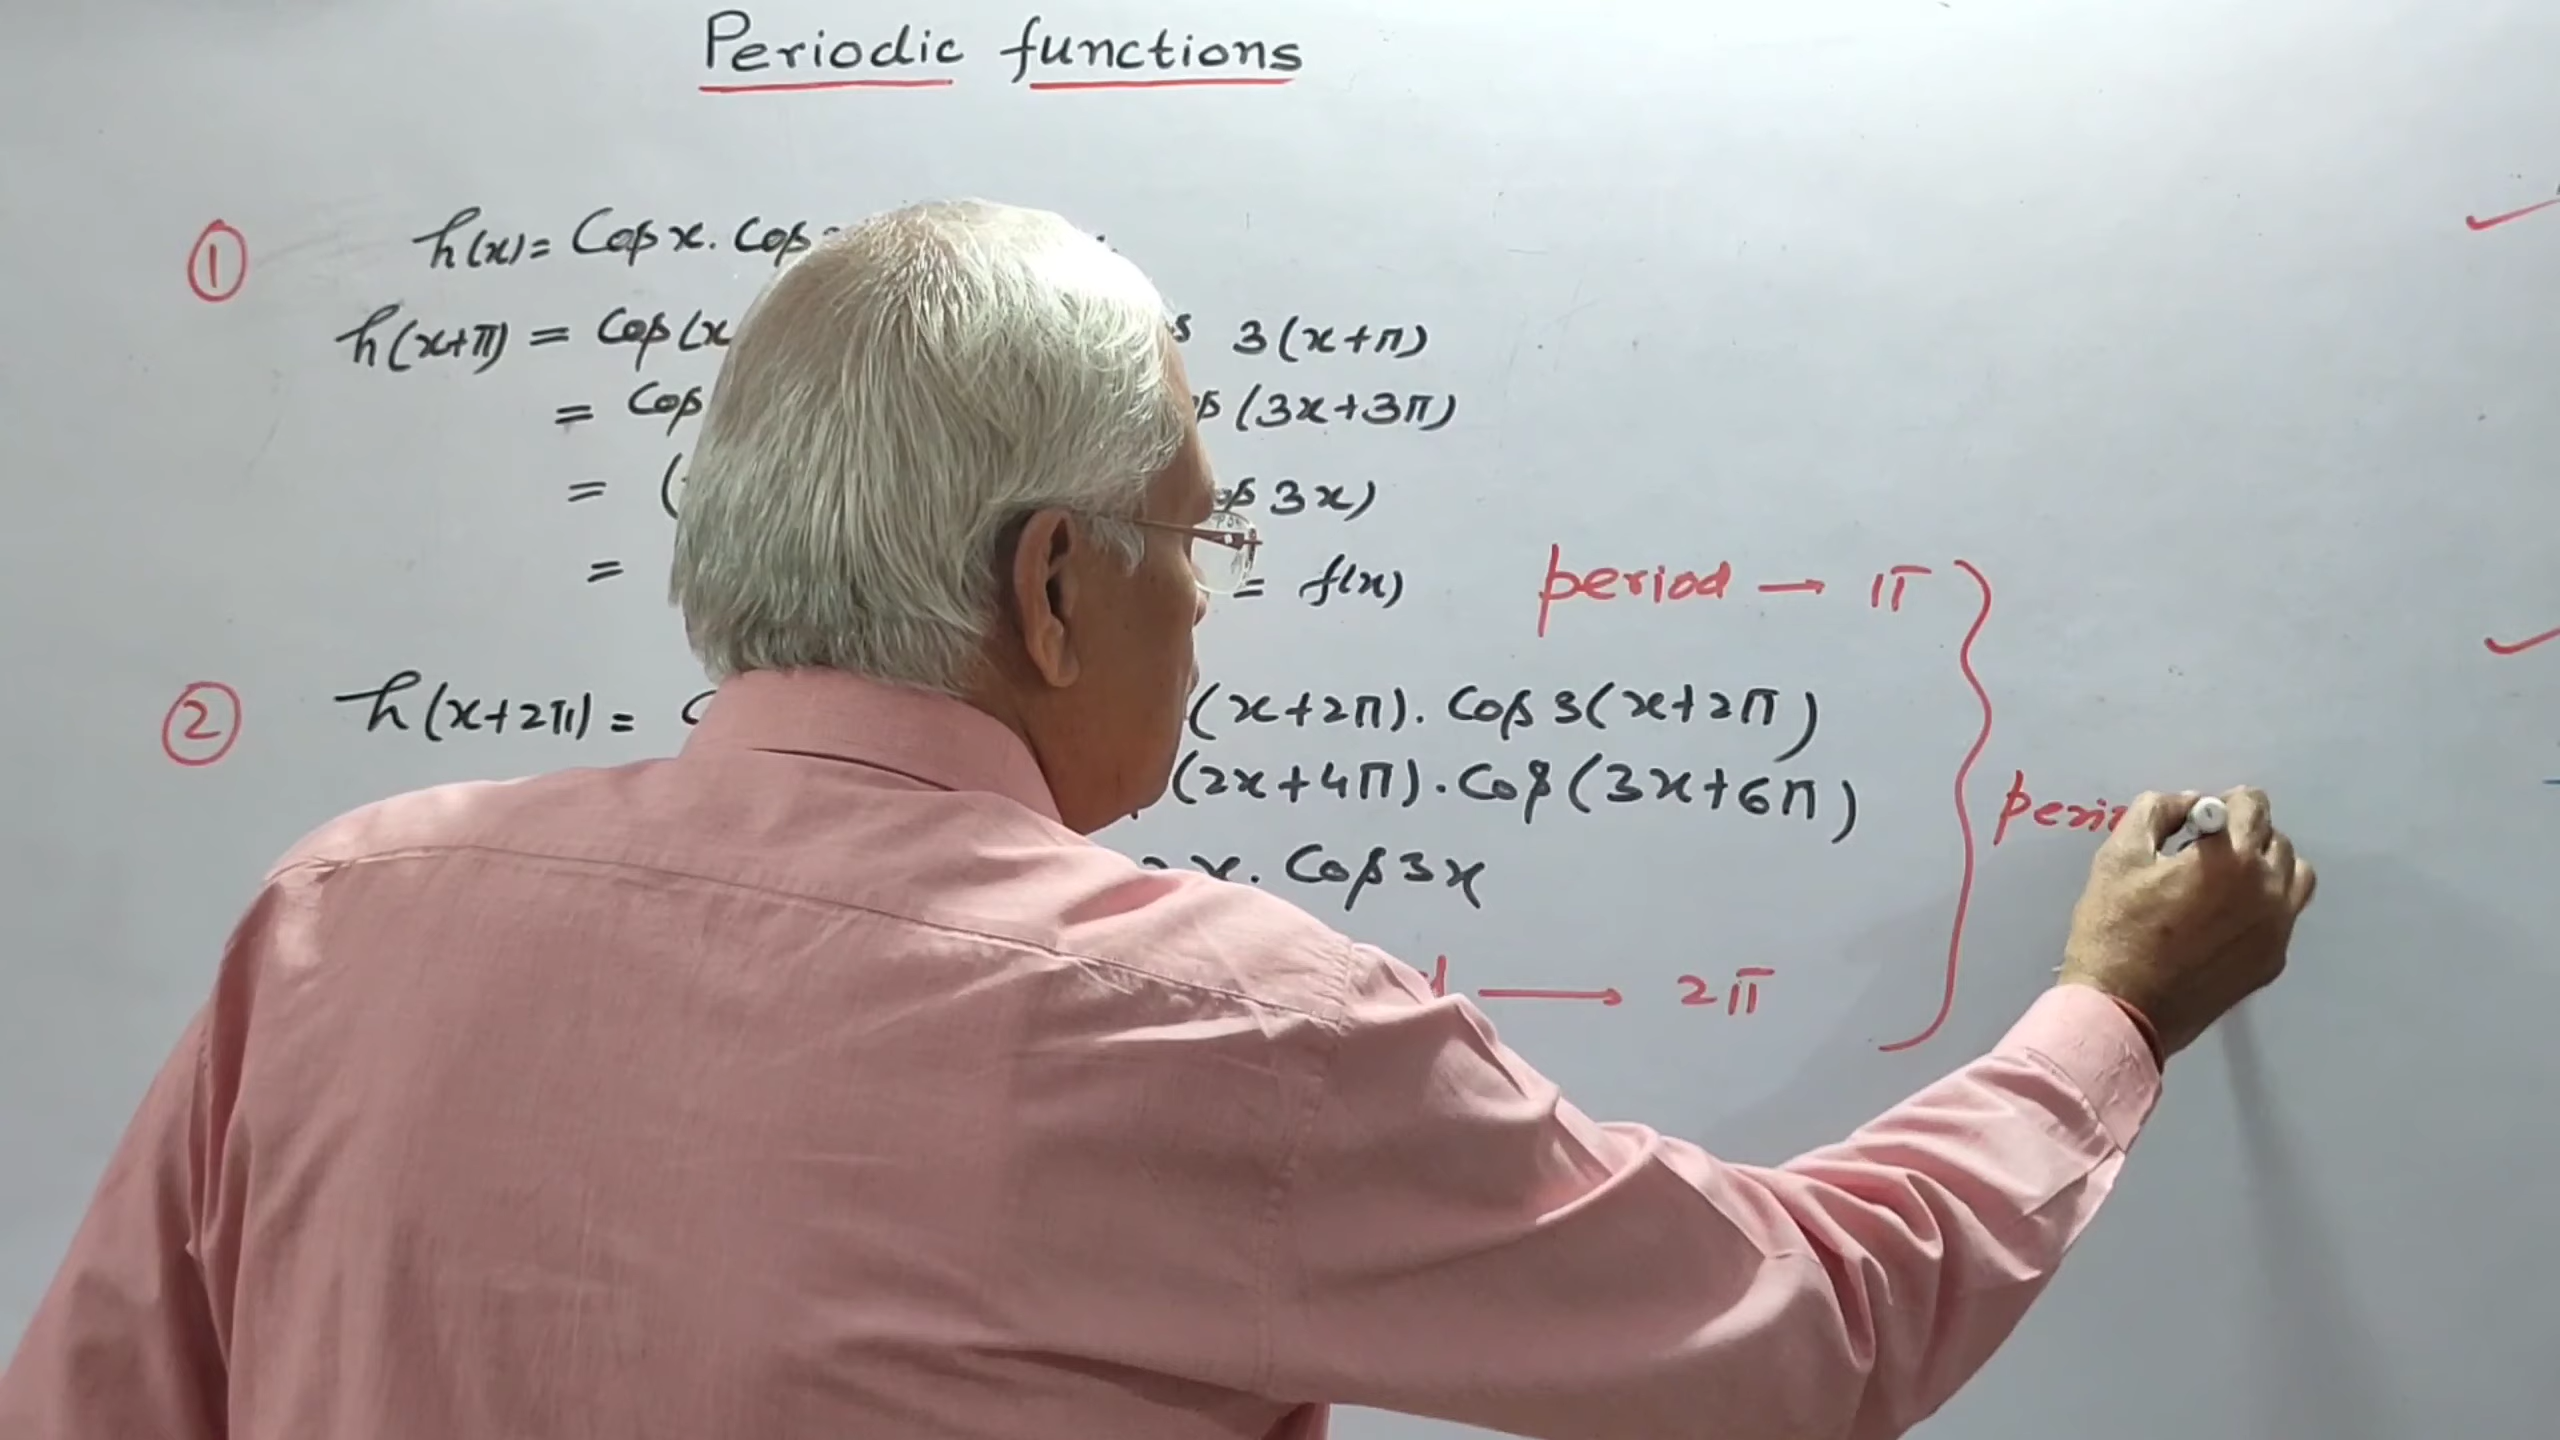 Periodic functions
① h(x) = Cos x . Cos
h(x+π) = Cos (x 3(x+π)
= Cos (3x+3π)
= ( 3x)
= = f(x) period → π
② h(x+2π) = (x+2π) . Cos 3(x+2π)
(2x+4π) . Cos (3x+6π)
x . Cos 3x
→ 2π